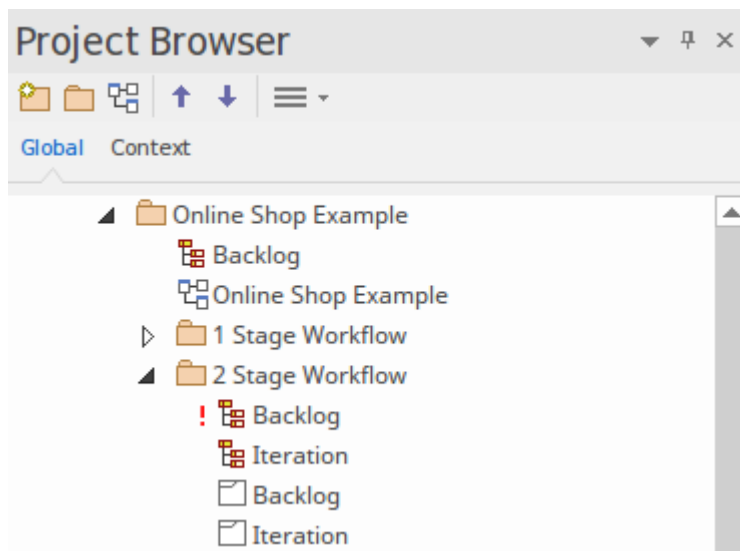 Project Browser
Global Context
Online Shop Example
Backlog
Online Shop Example
1 Stage Workflow
2 Stage Workflow
! Backlog
Iteration
Backlog
Iteration